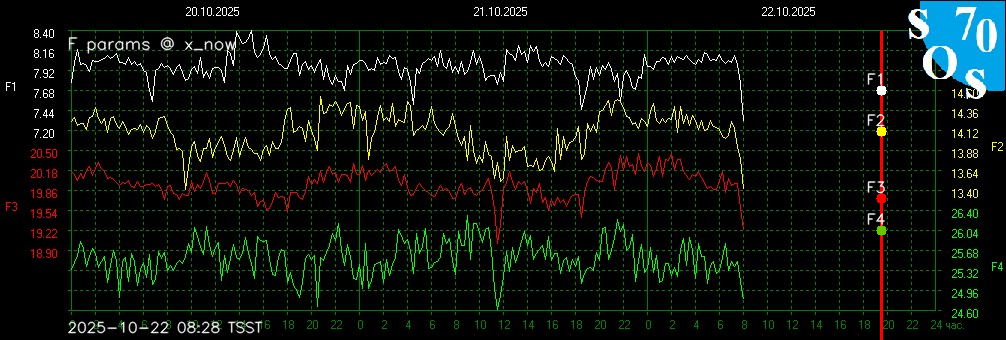 20.10.2025 21.10.2025 22.10.2025
F params @ x_now
SOS70
F1
8.40
8.16
7.92
7.68
7.44
7.20
F3
20.50
20.18
19.86
19.54
19.22
18.90
F1
F2
F3
F4
14.60
14.36
14.12
13.88
13.64
13.40
F2
26.40
26.04
25.68
25.32
24.96
24.60
F4
2025-10-22 08:28 TSST
16 18 20 22 0 2 4 6 8 10 12 14 16 18 20 22 0 2 4 6 8 10 12 14 16 18 20 22 24 час.